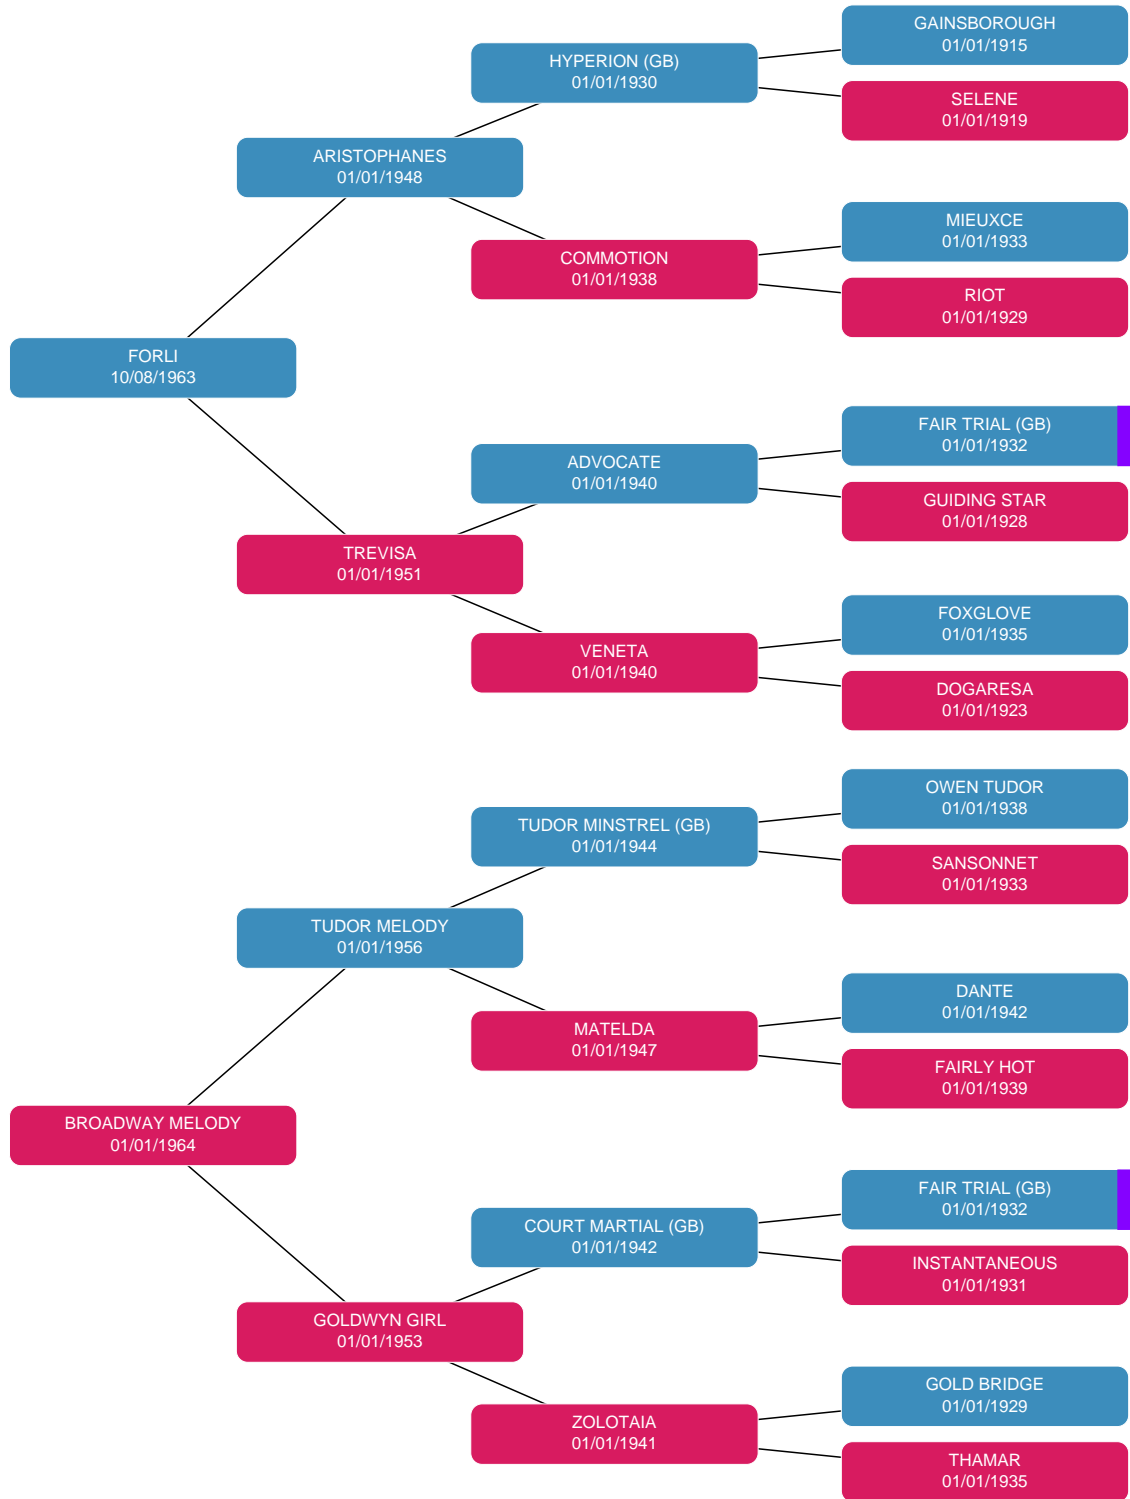 GAINSBOROUGH
01/01/1915
HYPERION (GB)
01/01/1930
SELENE
01/01/1919
ARISTOPHANES
01/01/1948
MIEUXCE
01/01/1933
COMMOTION
01/01/1938
RIOT
01/01/1929
FORLI
10/08/1963
FAIR TRIAL (GB)
01/01/1932
ADVOCATE
01/01/1940
GUIDING STAR
01/01/1928
TREVISA
01/01/1951
FOXGLOVE
01/01/1935
VENETA
01/01/1940
DOGARESA
01/01/1923
OWEN TUDOR
01/01/1938
TUDOR MINSTREL (GB)
01/01/1944
SANSONNET
01/01/1933
TUDOR MELODY
01/01/1956
DANTE
01/01/1942
MATELDA
01/01/1947
FAIRLY HOT
01/01/1939
BROADWAY MELODY
01/01/1964
FAIR TRIAL (GB)
01/01/1932
COURT MARTIAL (GB)
01/01/1942
INSTANTANEOUS
01/01/1931
GOLDWYN GIRL
01/01/1953
GOLD BRIDGE
01/01/1929
ZOLOTAIA
01/01/1941
THAMAR
01/01/1935